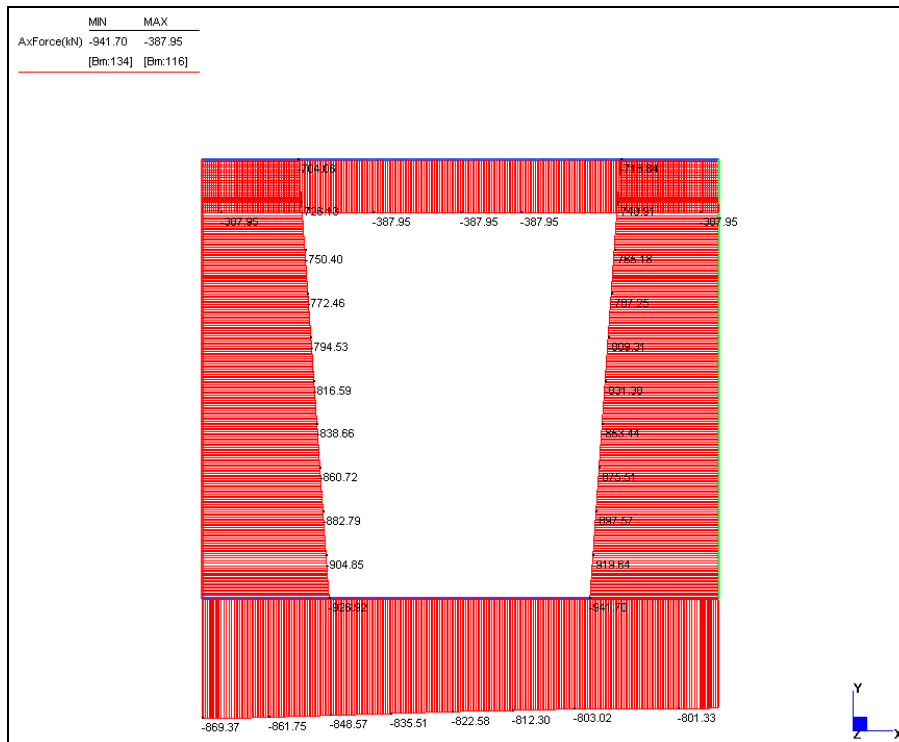 MIN MAX
AxForce(kN) -941.70 -387.95
[Bm:134] [Bm:116]
-704.06 -718.84
-726.13 -740.91
-387.95 -387.95 -387.95 -387.95 -387.95
-750.40 -765.18
-772.46 -787.25
-794.53 -809.31
-816.59 -831.38
-838.66 -853.44
-860.72 -875.51
-882.79 -897.57
-904.85 -919.64
-926.92 -941.70
-869.37 -861.75 -848.57 -835.51 -822.58 -812.30 -803.02 -801.33
Y
Z X